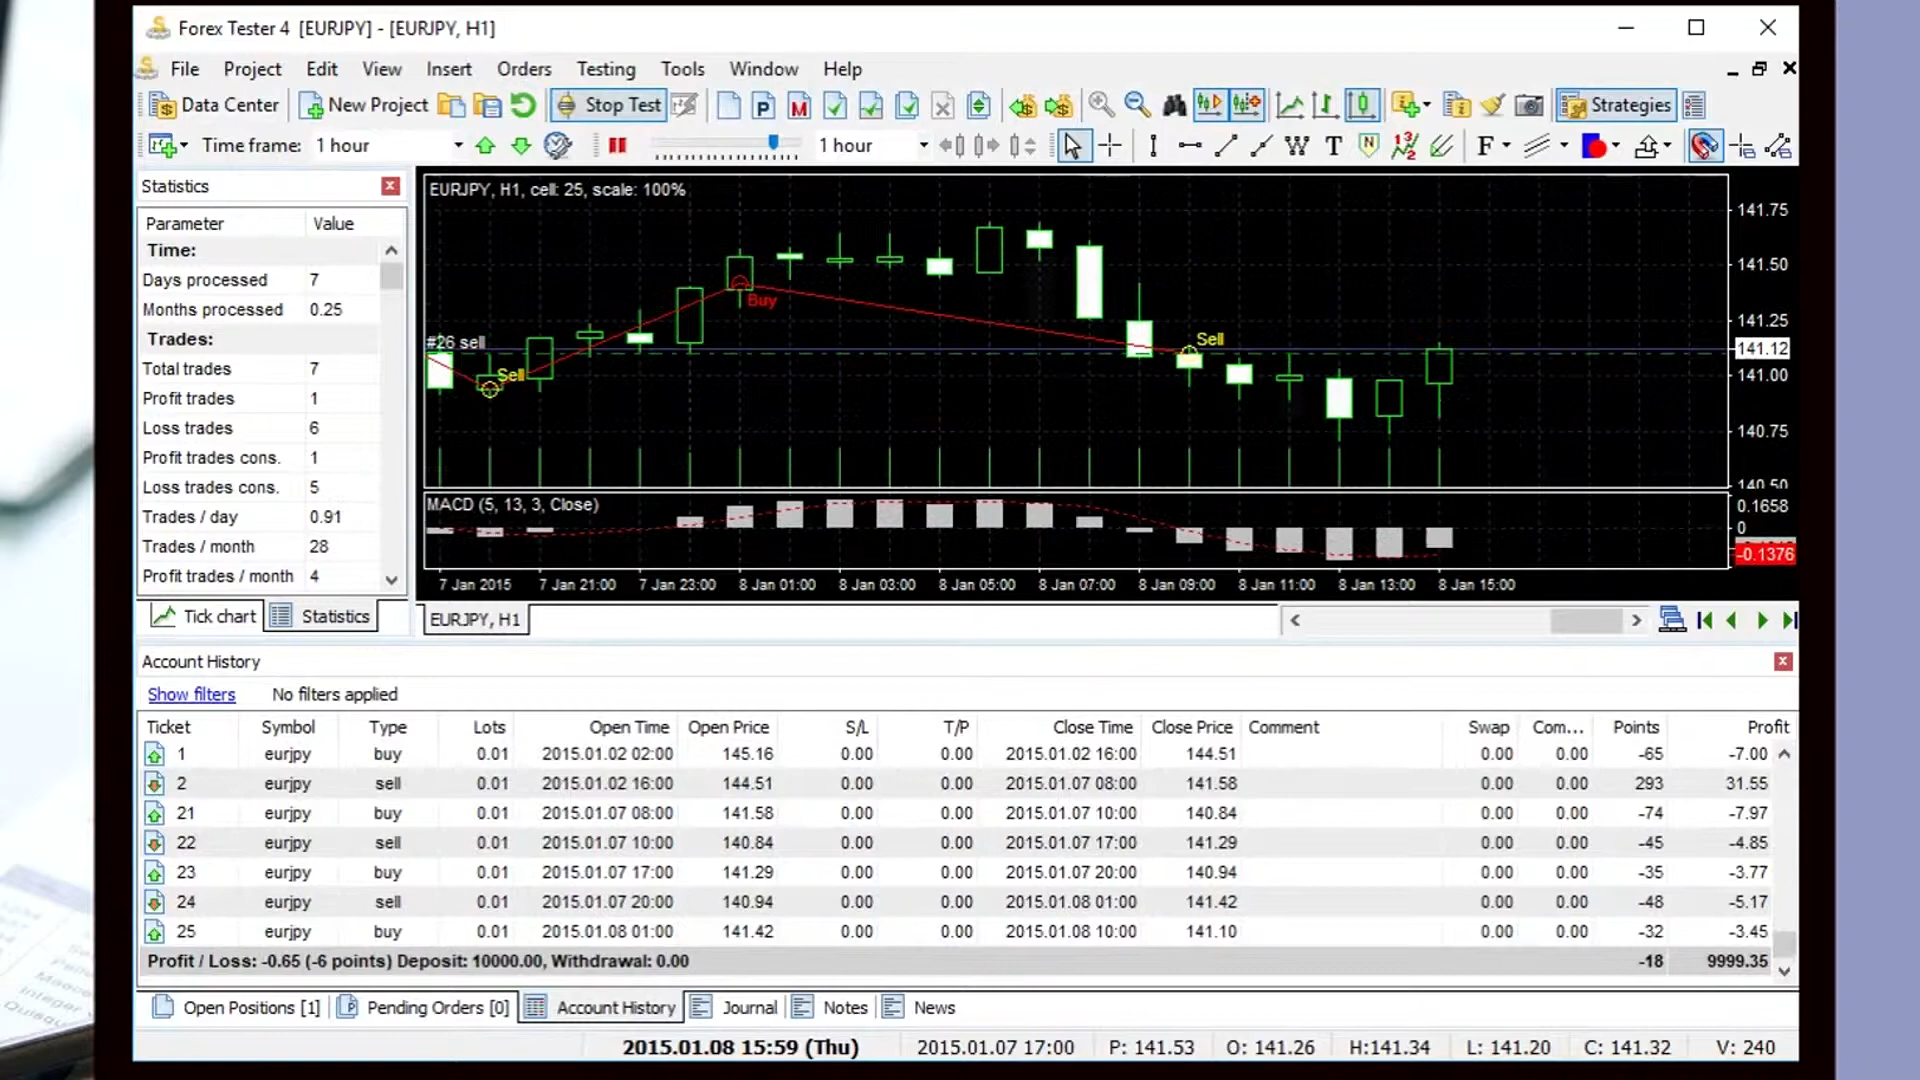 Forex Tester 4 [EURJPY] - [EURJPY, H1]
File Project Edit View Insert Orders Testing Tools Window Help
Data Center New Project Stop Test P M Strategies
Time frame: 1 hour 1 hour W T N F
Statistics
Parameter Value
Time:
Days processed 7
Months processed 0.25
Trades:
Total trades 7
Profit trades 1
Loss trades 6
Profit trades cons. 1
Loss trades cons. 5
Trades / day 0.91
Trades / month 28
Profit trades / month 4
Tick chart Statistics
EURJPY, H1, cell: 25, scale: 100%
141.75
141.50
Buy
141.25
#26 sell
Sell
141.12
Sell
141.00
140.75
140.50
MACD (5, 13, 3, Close)
0.1658
0
-0.1376
7 Jan 2015 7 Jan 21:00 7 Jan 23:00 8 Jan 01:00 8 Jan 03:00 8 Jan 05:00 8 Jan 07:00 8 Jan 09:00 8 Jan 11:00 8 Jan 13:00 8 Jan 15:00
EURJPY, H1
Account History
Show filters No filters applied
Ticket Symbol Type Lots Open Time Open Price S/L T/P Close Time Close Price Comment Swap Com... Points Profit
1 eurjpy buy 0.01 2015.01.02 02:00 145.16 0.00 0.00 2015.01.02 16:00 144.51 0.00 0.00 -65 -7.00
2 eurjpy sell 0.01 2015.01.02 16:00 144.51 0.00 0.00 2015.01.07 08:00 141.58 0.00 0.00 293 31.55
21 eurjpy buy 0.01 2015.01.07 08:00 141.58 0.00 0.00 2015.01.07 10:00 140.84 0.00 0.00 -74 -7.97
22 eurjpy sell 0.01 2015.01.07 10:00 140.84 0.00 0.00 2015.01.07 17:00 141.29 0.00 0.00 -45 -4.85
23 eurjpy buy 0.01 2015.01.07 17:00 141.29 0.00 0.00 2015.01.07 20:00 140.94 0.00 0.00 -35 -3.77
24 eurjpy sell 0.01 2015.01.07 20:00 140.94 0.00 0.00 2015.01.08 01:00 141.42 0.00 0.00 -48 -5.17
25 eurjpy buy 0.01 2015.01.08 01:00 141.42 0.00 0.00 2015.01.08 10:00 141.10 0.00 0.00 -32 -3.45
Profit / Loss: -0.65 (-6 points) Deposit: 10000.00, Withdrawal: 0.00 -18 9999.35
Open Positions [1] Pending Orders [0] Account History Journal Notes News
2015.01.08 15:59 (Thu) 2015.01.07 17:00 P: 141.53 O: 141.26 H:141.34 L: 141.20 C: 141.32 V: 240